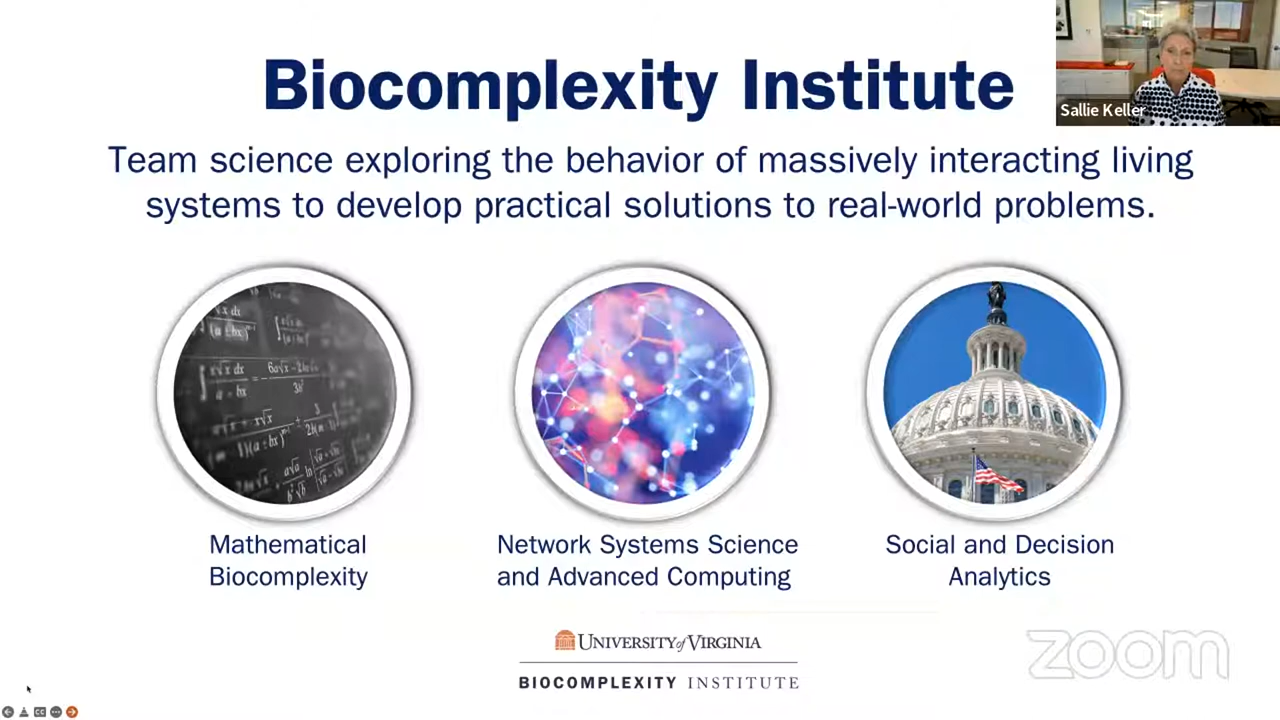 Biocomplexity Institute
Sallie Keller
Team science exploring the behavior of massively interacting living
systems to develop practical solutions to real-world problems.
Mathematical
Biocomplexity
Network Systems Science
and Advanced Computing
Social and Decision
Analytics
UNIVERSITY of VIRGINIA
BIOCOMPLEXITY INSTITUTE
zoom
CC